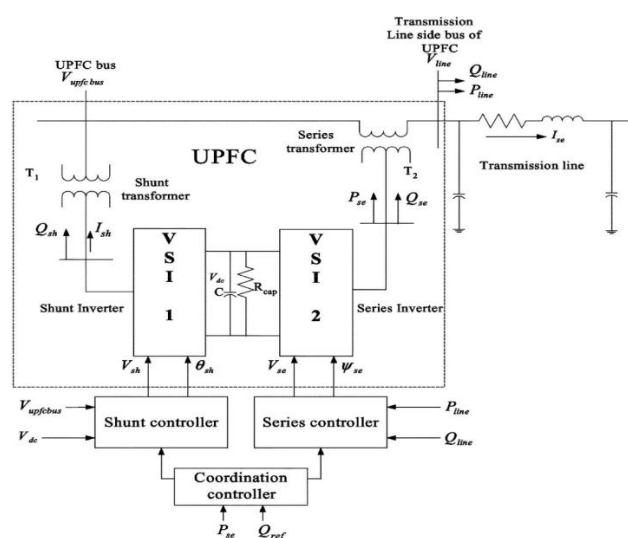 Transmission
Line side bus of
UPFC
V_line
UPFC bus
V_upfc bus
Q_line
P_line
I_se
Transmission line
Series
transformer
UPFC
T_1
T_2
Shunt
transformer
P_se
Q_se
Q_sh
I_sh
V
S
I
1
V
S
I
2
V_dc
C
R_cap
Shunt Inverter
Series Inverter
V_sh
θ_sh
V_se
ψ_se
V_upfcbus
V_dc
Shunt controller
Series controller
P_line
Q_line
Coordination
controller
P_se
Q_ref